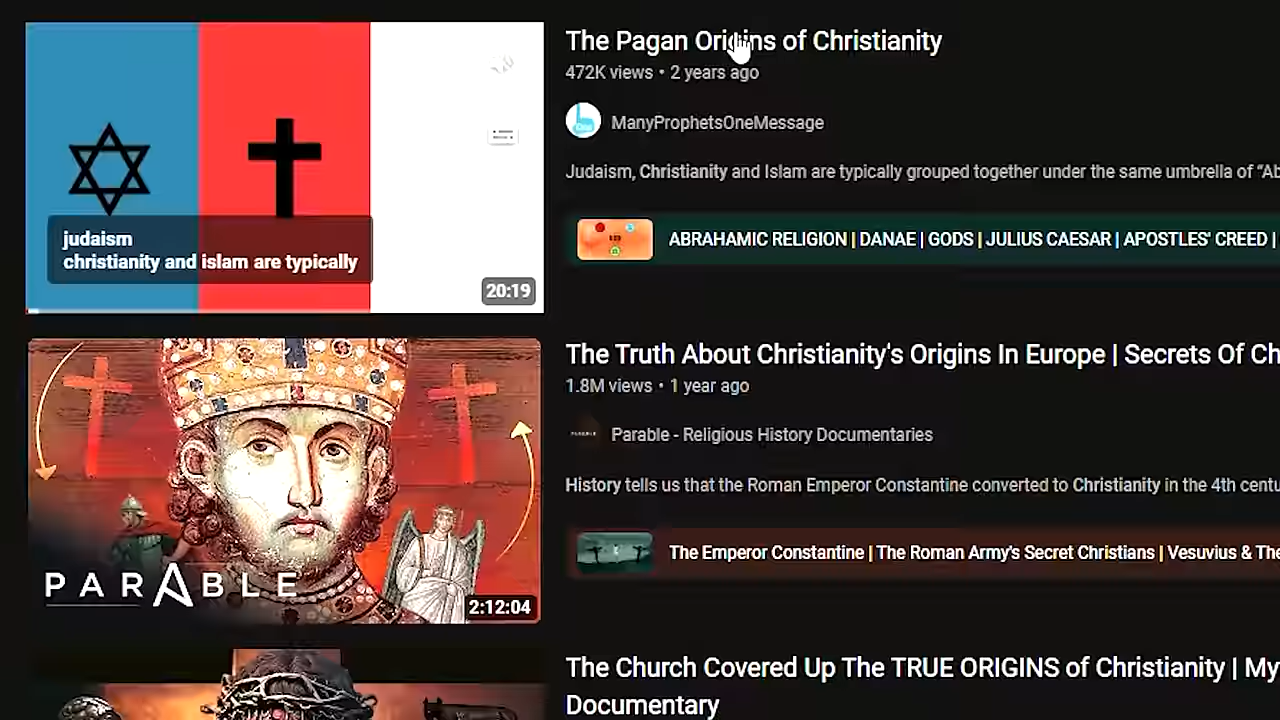 The Pagan Origins of Christianity
472K views • 2 years ago
ManyProphetsOneMessage
Judaism, Christianity and Islam are typically grouped together under the same umbrella of “Ab
judaism
christianity and islam are typically
20:19
ABRAHAMIC RELIGION | DANAE | GODS | JULIUS CAESAR | APOSTLES' CREED |
The Truth About Christianity's Origins In Europe | Secrets Of Ch
1.8M views • 1 year ago
Parable - Religious History Documentaries
History tells us that the Roman Emperor Constantine converted to Christianity in the 4th centu
The Emperor Constantine | The Roman Army's Secret Christians | Vesuvius & The
PARABLE
2:12:04
The Church Covered Up The TRUE ORIGINS of Christianity | My
Documentary